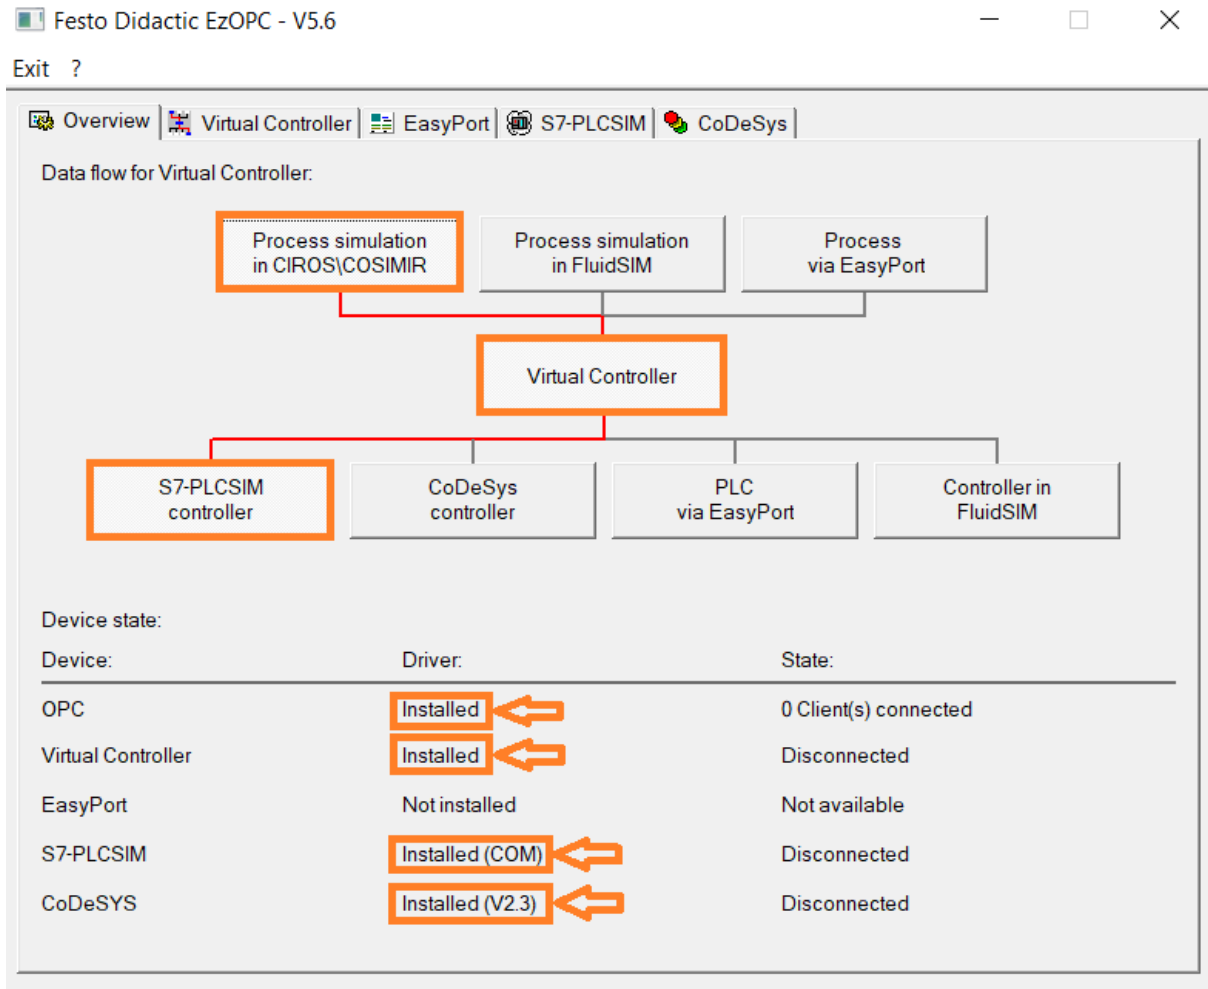 Festo Didactic EzOPC - V5.6
Exit ?
Overview Virtual Controller EasyPort S7-PLCSIM CoDeSys
Data flow for Virtual Controller:
Process simulation
in CIROS\COSIMIR
Process simulation
in FluidSIM
Process
via EasyPort
Virtual Controller
S7-PLCSIM
controller
CoDeSys
controller
PLC
via EasyPort
Controller in
FluidSIM
Device state:
Device: Driver: State:
OPC Installed 0 Client(s) connected
Virtual Controller Installed Disconnected
EasyPort Not installed Not available
S7-PLCSIM Installed (COM) Disconnected
CoDeSYS Installed (V2.3) Disconnected